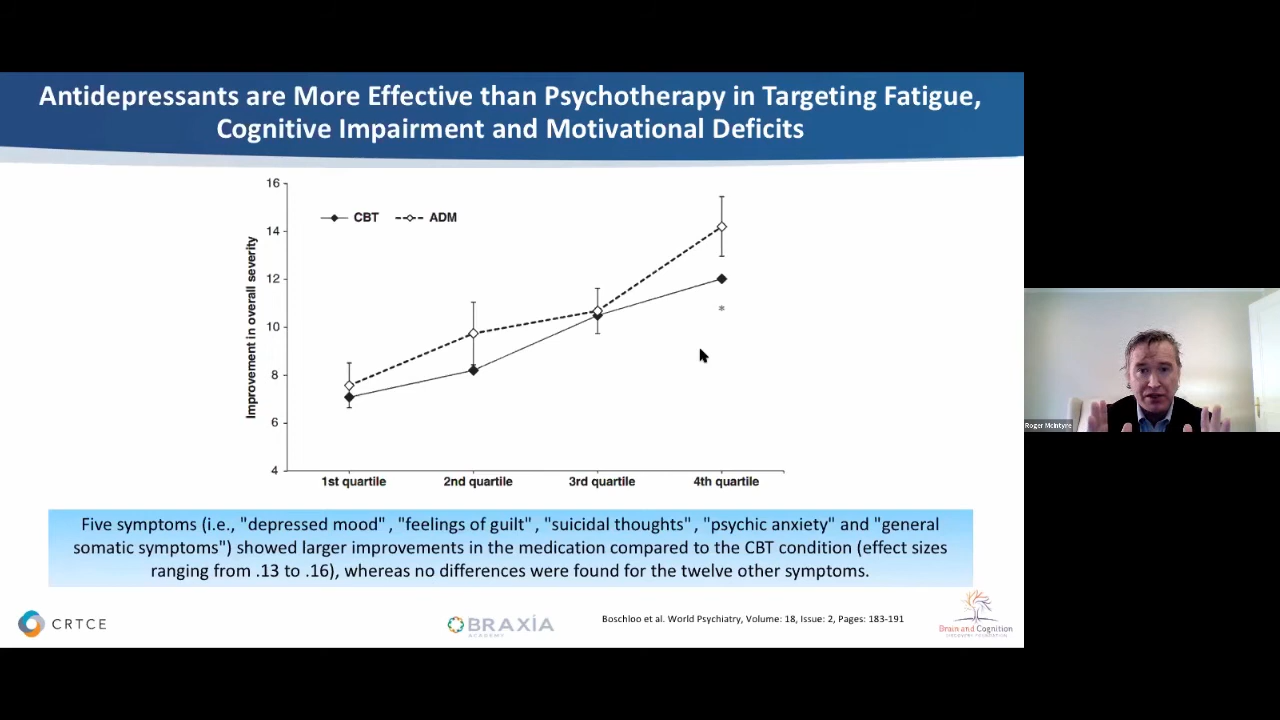 Antidepressants are More Effective than Psychotherapy in Targeting Fatigue,
Cognitive Impairment and Motivational Deficits
16
14
12
10
8
6
4
Improvement in overall severity
CBT
ADM
*
1st quartile
2nd quartile
3rd quartile
4th quartile
Five symptoms (i.e., "depressed mood", "feelings of guilt", "suicidal thoughts", "psychic anxiety" and "general
somatic symptoms") showed larger improvements in the medication compared to the CBT condition (effect sizes
ranging from .13 to .16), whereas no differences were found for the twelve other symptoms.
CRTCE
BRAXIA
ACADEMY
Boschloo et al. World Psychiatry, Volume: 18, Issue: 2, Pages: 183-191
Brain and Cognition
Roger McIntyre